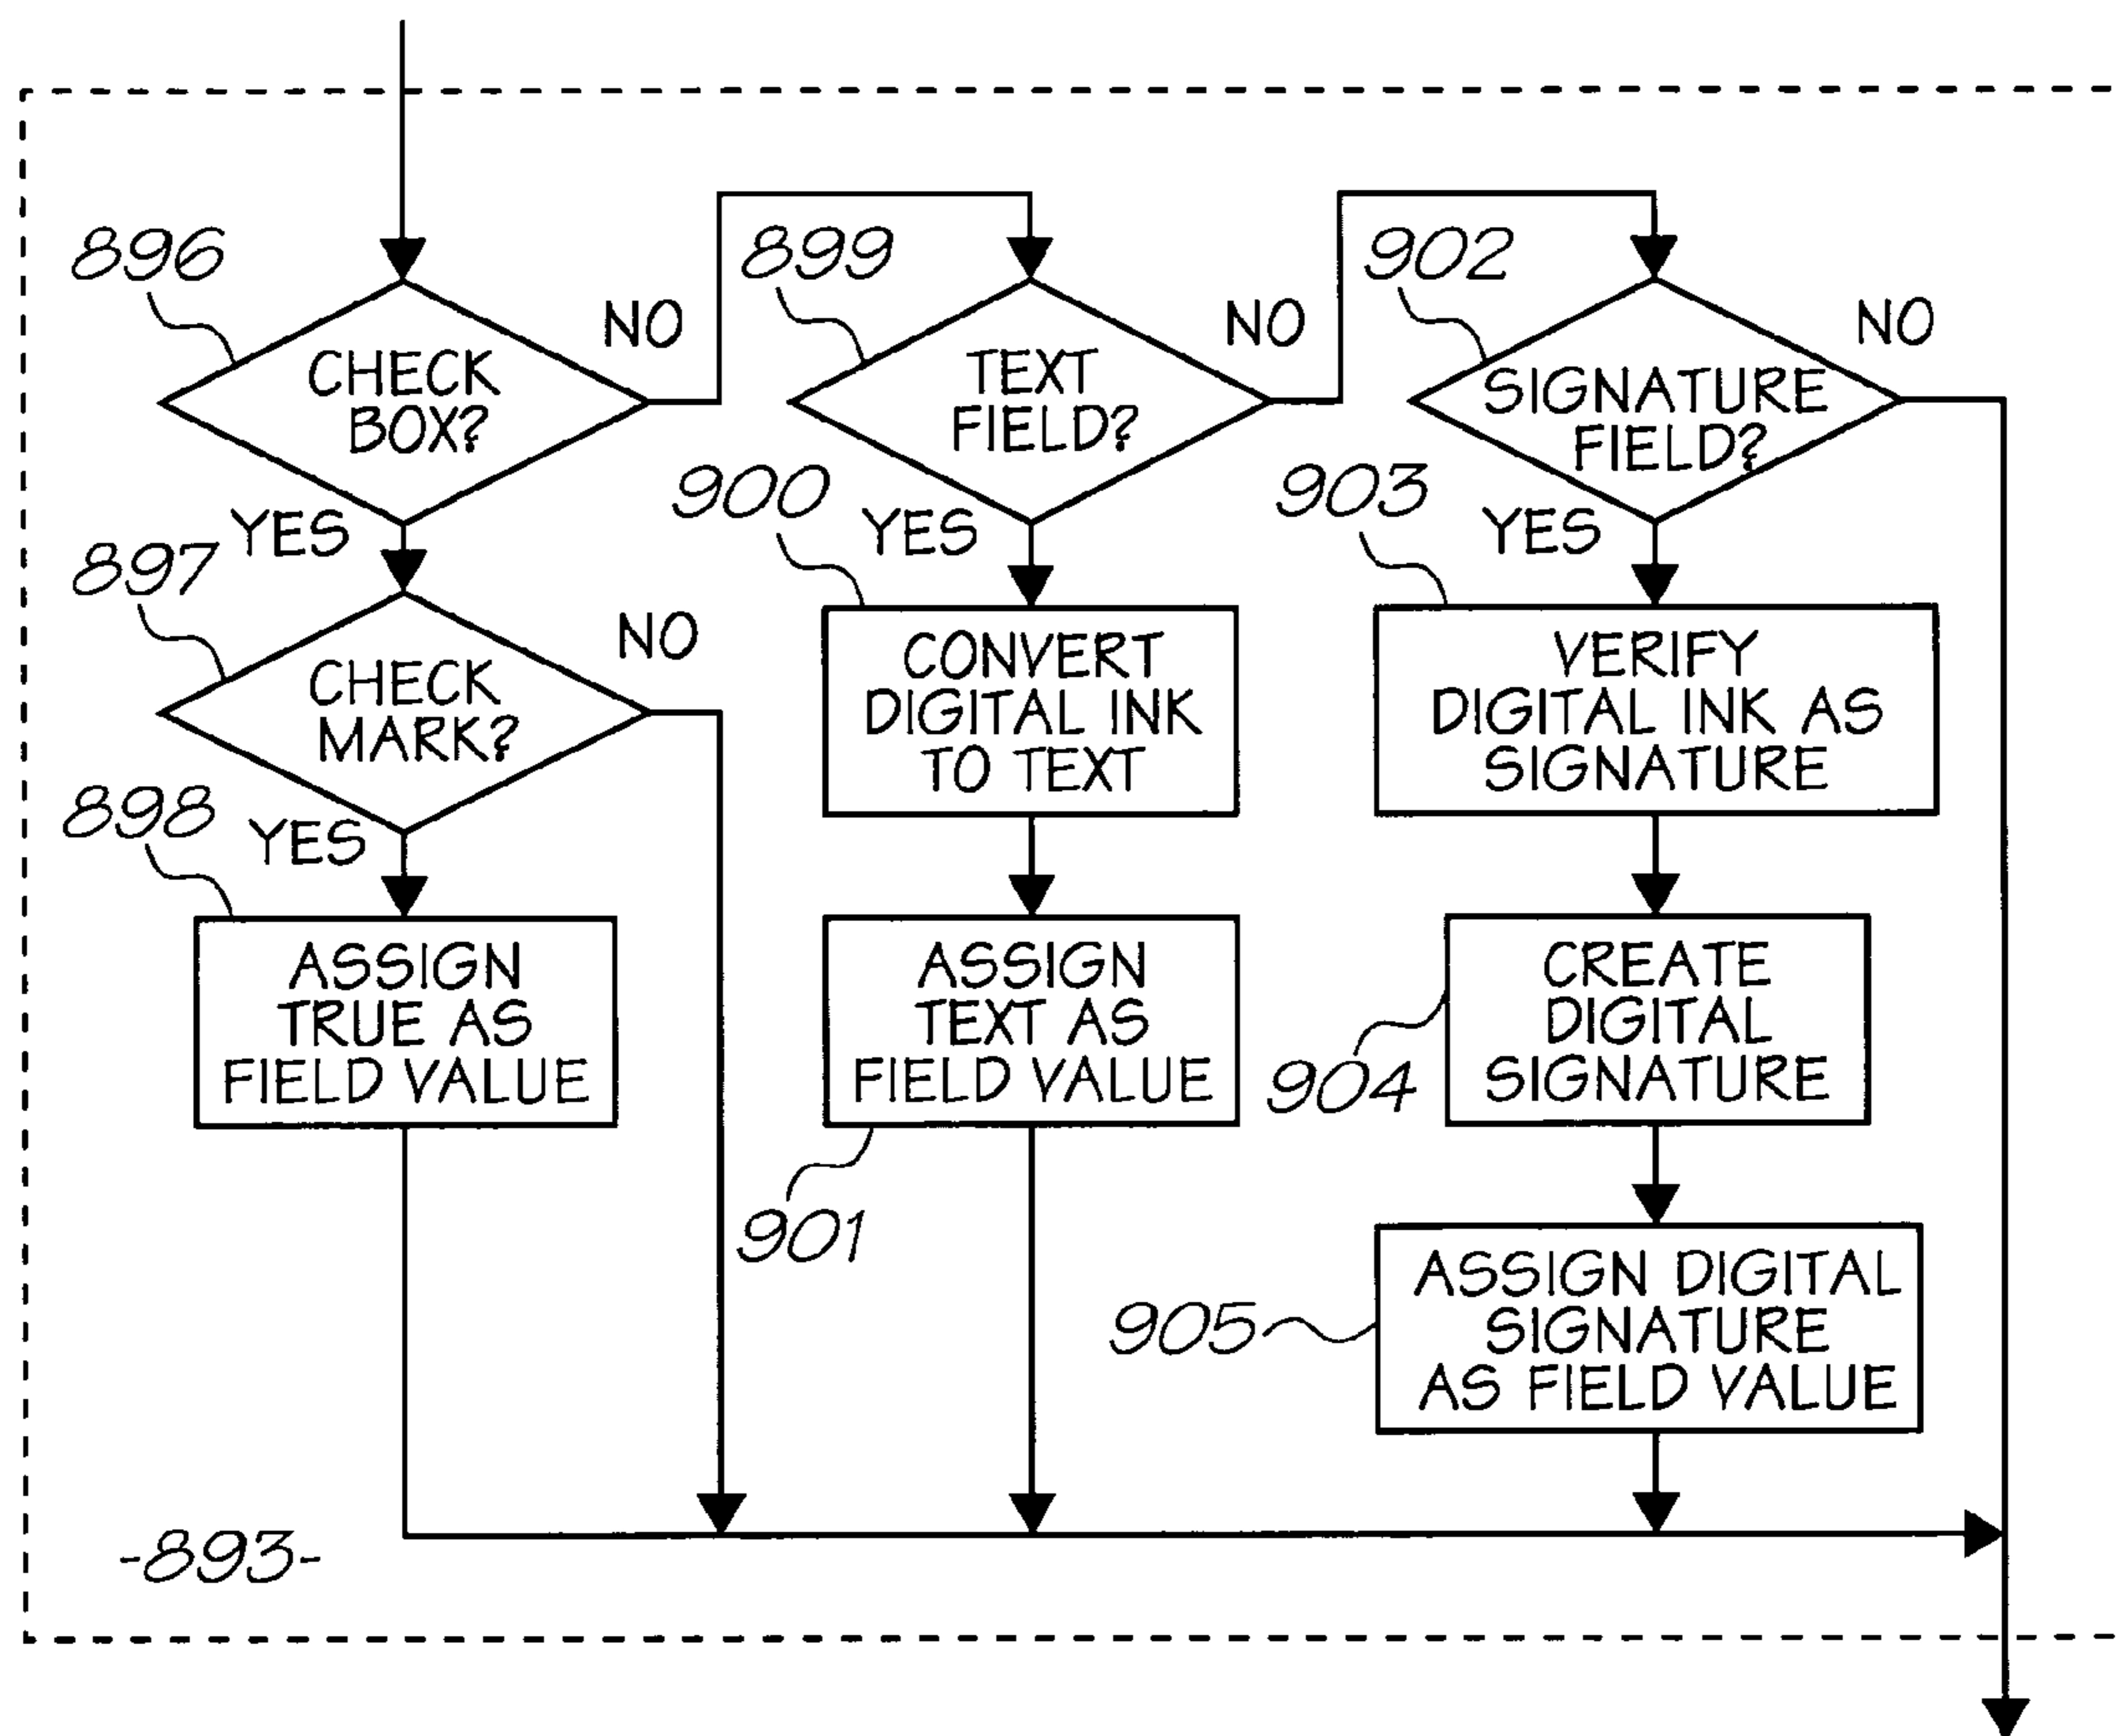 896
CHECK
BOX?
NO
YES
897
CHECK
MARK?
NO
YES
898
ASSIGN
TRUE AS
FIELD VALUE
899
TEXT
FIELD?
NO
YES
900
CONVERT
DIGITAL INK
TO TEXT
ASSIGN
TEXT AS
FIELD VALUE
901
902
SIGNATURE
FIELD?
NO
YES
903
VERIFY
DIGITAL INK AS
SIGNATURE
CREATE
DIGITAL
SIGNATURE
904
ASSIGN DIGITAL
SIGNATURE
AS FIELD VALUE
905
-893-